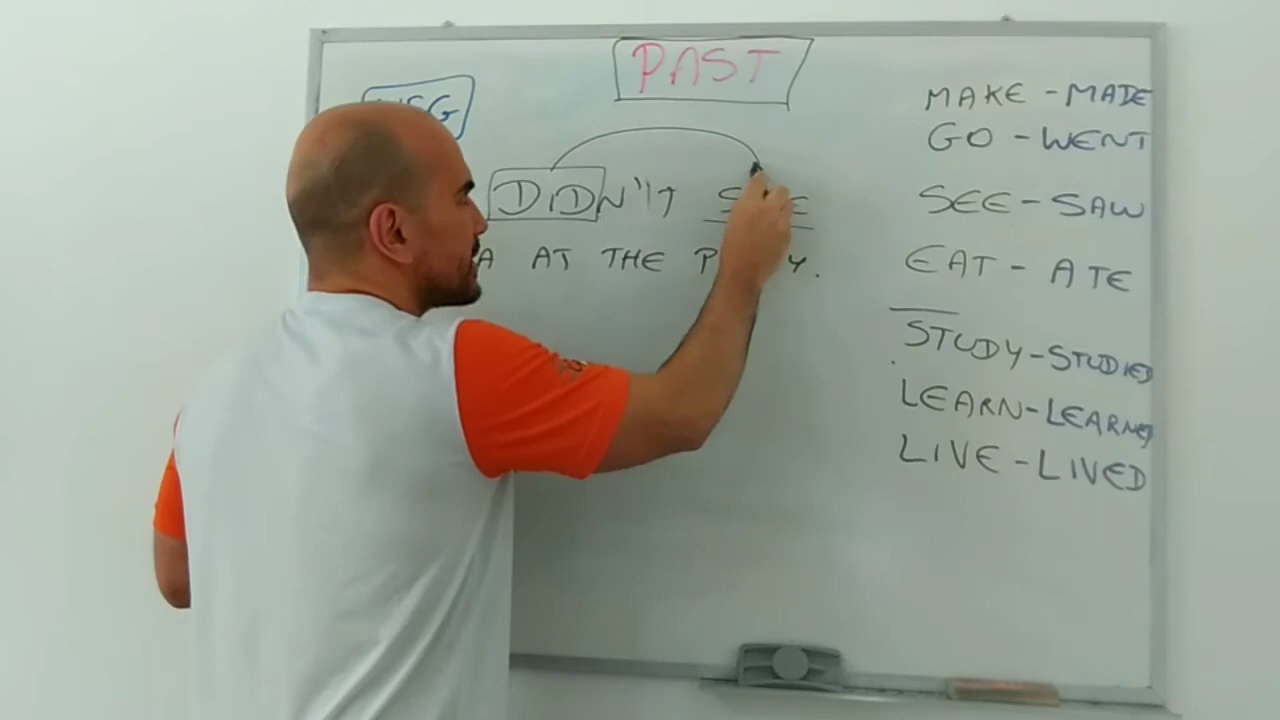 PAST
DIDN'T SEE
AT THE
MAKE - MADE
GO - WENT
SEE - SAW
EAT - ATE
STUDY - STUDIED
LEARN - LEARNED
LIVE - LIVED